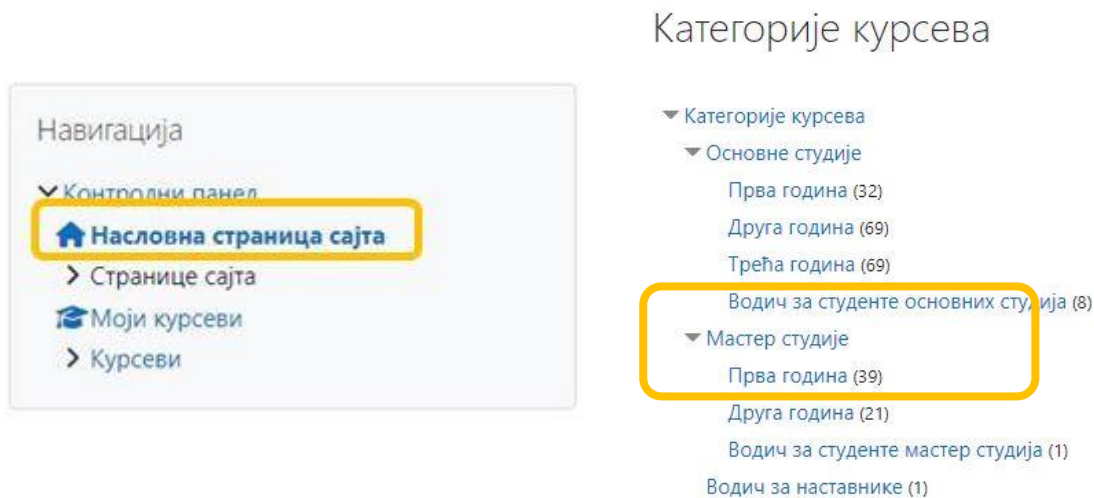 Навигација
Контролни панел
Насловна страница сајта
Странице сајта
Моји курсеви
Курсеви
Категорије курсева
Категорије курсева
Основне студије
Прва година (32)
Друга година (69)
Трећа година (69)
Водич за студенте основних студија (8)
Мастер студије
Прва година (39)
Друга година (21)
Водич за студенте мастер студија (1)
Водич за наставнике (1)